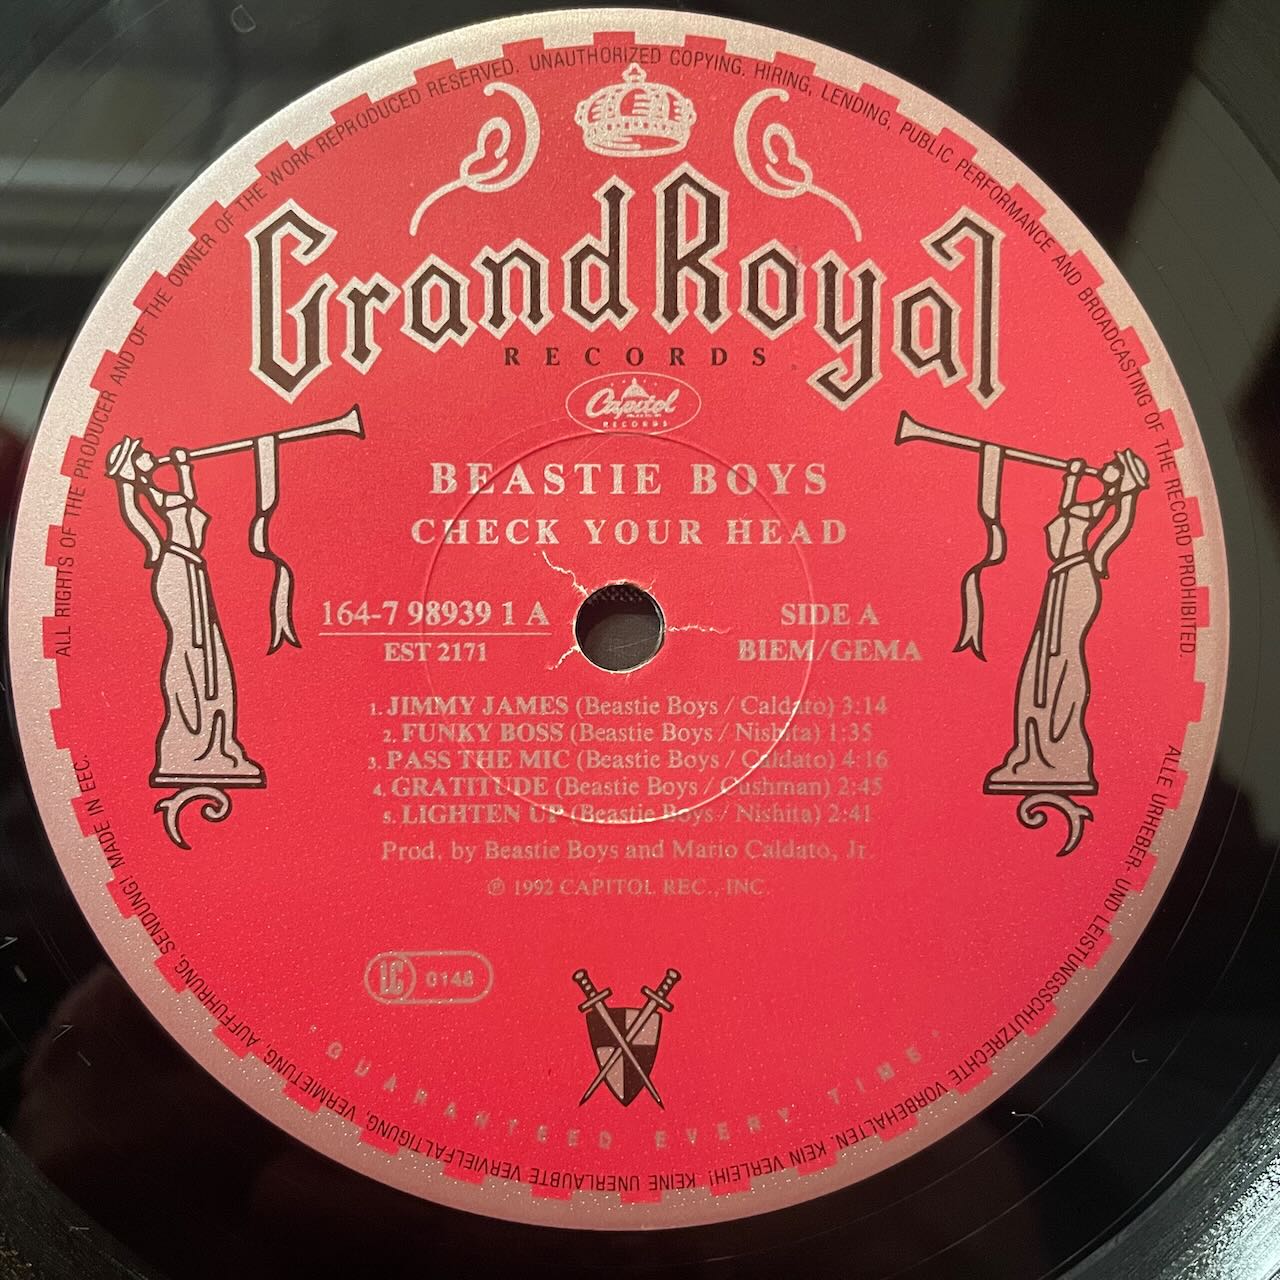 ALL RIGHTS OF THE PRODUCER AND OF THE OWNER OF THE WORK REPRODUCED RESERVED. UNAUTHORIZED COPYING, HIRING, LENDING, PUBLIC PERFORMANCE AND BROADCASTING OF THE RECORD PROHIBITED.
Grand Royal
RECORDS
Capitol
RECORDS
BEASTIE BOYS
CHECK YOUR HEAD
164-7 98939 1 A
EST 2171
SIDE A
BIEM/GEMA
1. JIMMY JAMES (Beastie Boys / Caldato) 3:14
2. FUNKY BOSS (Beastie Boys / Nishita) 1:35
3. PASS THE MIC (Beastie Boys / Caldato) 4:16
4. GRATITUDE (Beastie Boys / Cushman) 2:45
5. LIGHTEN UP (Beastie Boys / Nishita) 2:41
Prod. by Beastie Boys and Mario Caldato, Jr.
℗ 1992 CAPITOL REC., INC.
LC 0148
GUARANTEED EVERY TIME
ALLE URHEBER- UND LEISTUNGSSCHUTZRECHTE VORBEHALTEN. KEIN VERLEIH! KEINE UNERLAUBTE VERVIELFÄLTIGUNG, VERMIETUNG, AUFFÜHRUNG, SENDUNG! MADE IN EEC.